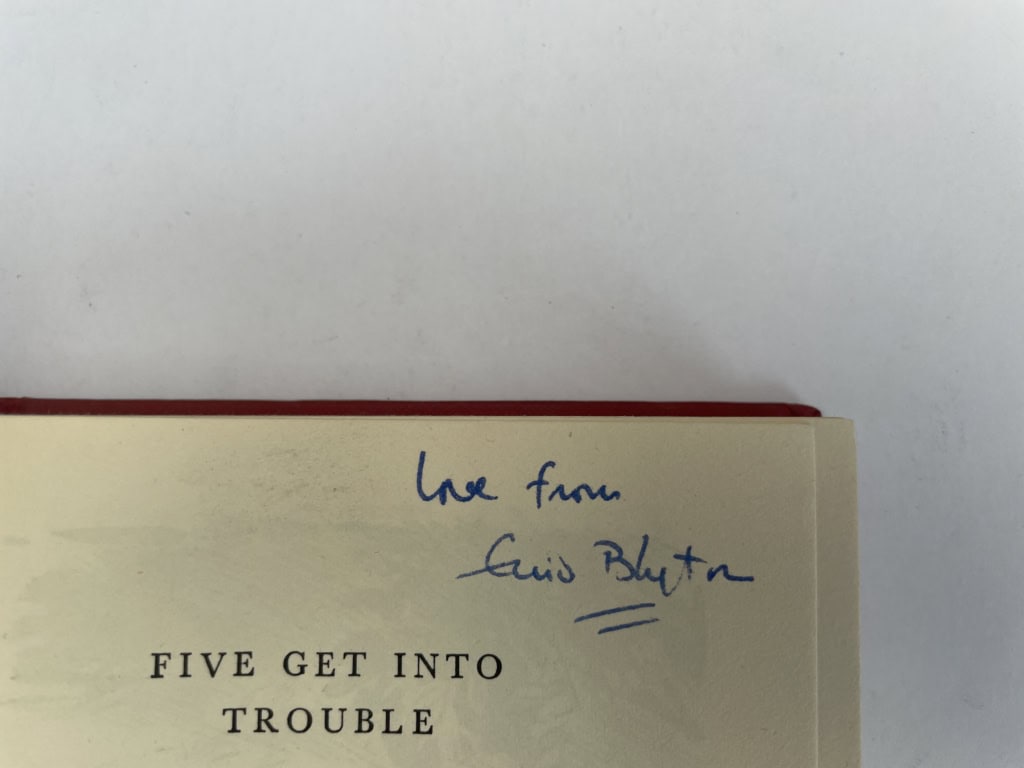 Love from
Enid Blyton
FIVE GET INTO
TROUBLE